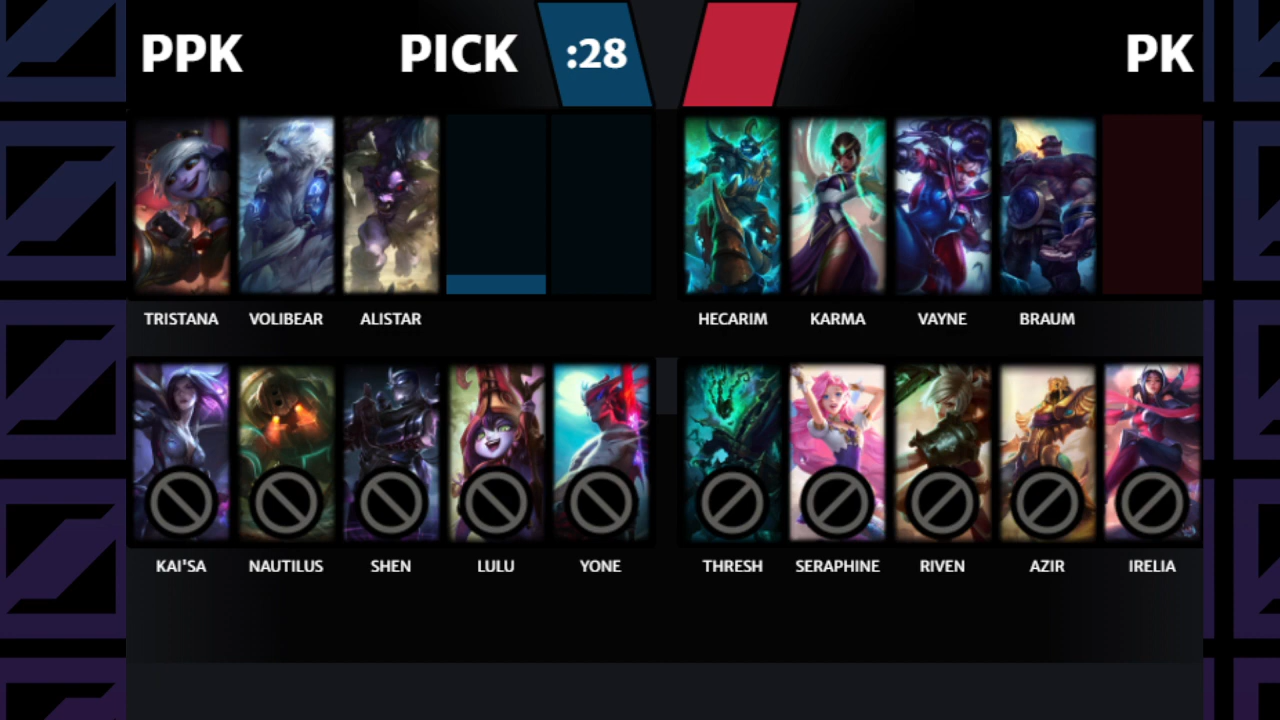 PPK PICK :28 PK
TRISTANA VOLIBEAR ALISTAR HECARIM KARMA VAYNE BRAUM
KAI'SA NAUTILUS SHEN LULU YONE THRESH SERAPHINE RIVEN AZIR IRELIA